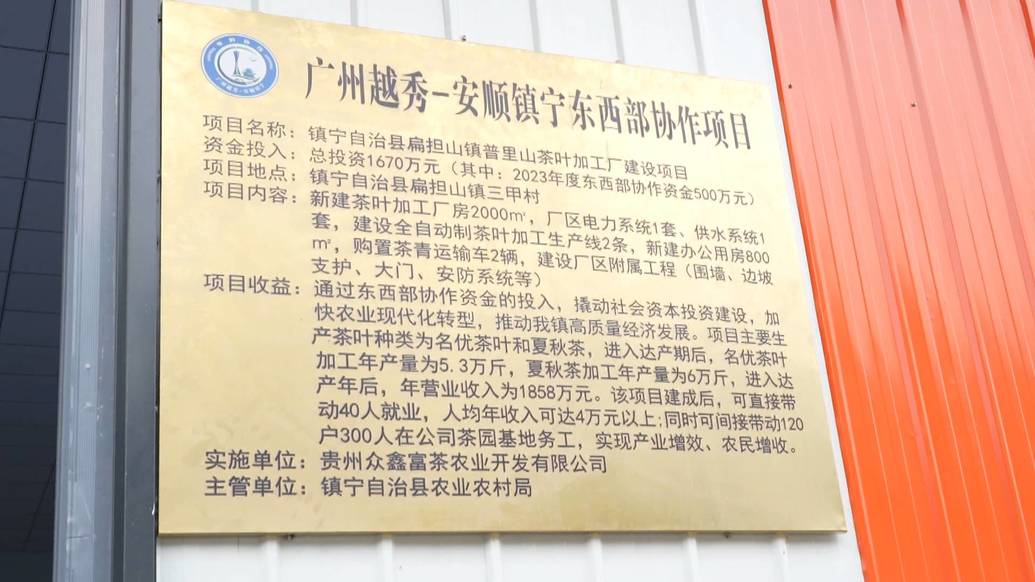 广州越秀-安顺镇宁东西部协作项目
项目名称：镇宁自治县扁担山镇普里山茶叶加工厂建设项目
资金投入：总投资1670万元（其中：2023年度东西部协作资金500万元）
项目地点：镇宁自治县扁担山镇三甲村
项目内容：新建茶叶加工厂房2000㎡，厂区电力系统1套、供水系统1
套，建设全自动制茶叶加工生产线2条，新建办公用房800
㎡，购置茶青运输车2辆，建设厂区附属工程（围墙、边坡
支护、大门、安防系统等）
项目收益：通过东西部协作资金的投入，撬动社会资本投资建设，加
快农业现代化转型，推动我镇高质量经济发展。项目主要生
产茶叶种类为名优茶叶和夏秋茶，进入达产期后，名优茶叶
加工年产量为5.3万斤，夏秋茶加工年产量为6万斤，进入达
产年后，年营业收入为1858万元。该项目建成后，可直接带
动40人就业，人均年收入可达4万元以上;同时可间接带动120
户300人在公司茶园基地务工，实现产业增效、农民增收。
实施单位：贵州众鑫富茶农业开发有限公司
主管单位：镇宁自治县农业农村局